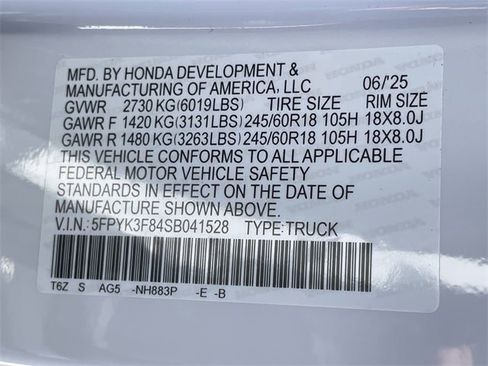 MFD. BY HONDA DEVELOPMENT &
MANUFACTURING OF AMERICA, LLC 06/'25
GVWR 2730 KG(6019LBS) TIRE SIZE RIM SIZE
GAWR F 1420 KG(3131LBS) 245/60R18 105H 18X8.0J
GAWR R 1480 KG(3263LBS) 245/60R18 105H 18X8.0J
THIS VEHICLE CONFORMS TO ALL APPLICABLE
FEDERAL MOTOR VEHICLE SAFETY
STANDARDS IN EFFECT ON THE DATE OF
MANUFACTURE SHOWN ABOVE.
V.I.N.: 5FPYK3F84SB041528 TYPE:TRUCK
T6Z S AG5 -NH883P -E -B